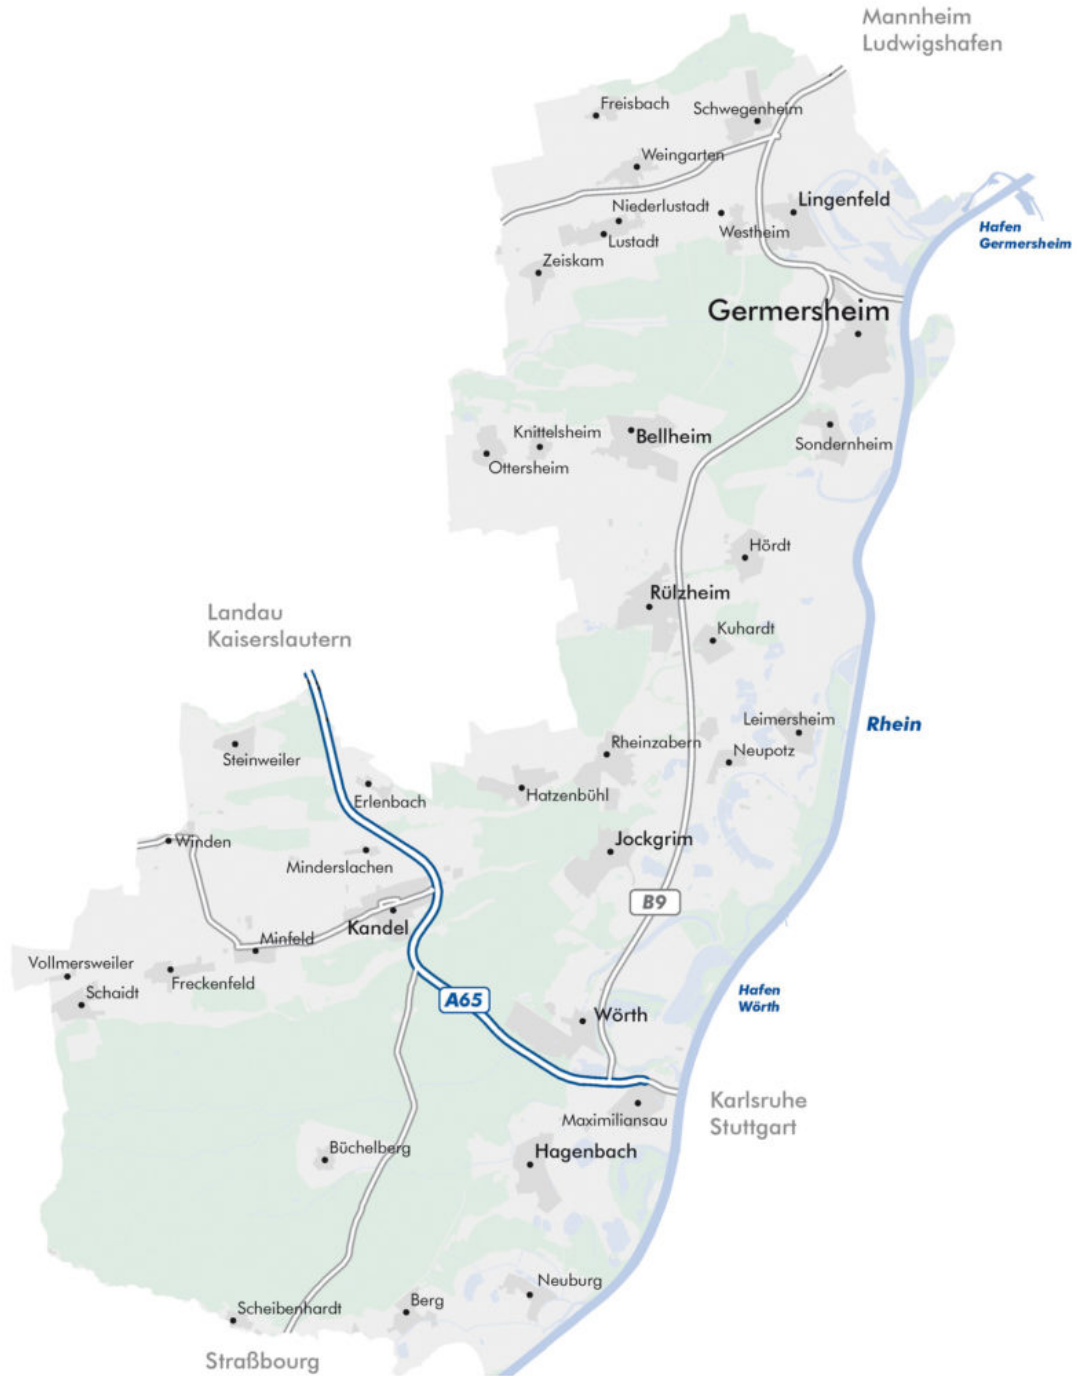 Mannheim
Ludwigshafen
Freisbach
Schwegenheim
Weingarten
Lingenfeld
Niederlustadt
Westheim
Lustadt
Hafen
Germersheim
Zeiskam
Germersheim
Knittelsheim
Bellheim
Sondernheim
Ottersheim
Hördt
Rülzheim
Landau
Kaiserslautern
Kuhardt
Leimersheim
Rhein
Rheinzabern
Neupotz
Steinweiler
Erlenbach
Hatzenbühl
Winden
Jockgrim
Minderslachen
B9
Kandel
Minfeld
Vollmersweiler
Freckenfeld
Schaidt
A65
Hafen
Wörth
Wörth
Karlsruhe
Stuttgart
Maximiliansau
Büchelberg
Hagenbach
Neuburg
Berg
Scheibenhardt
Straßbourg